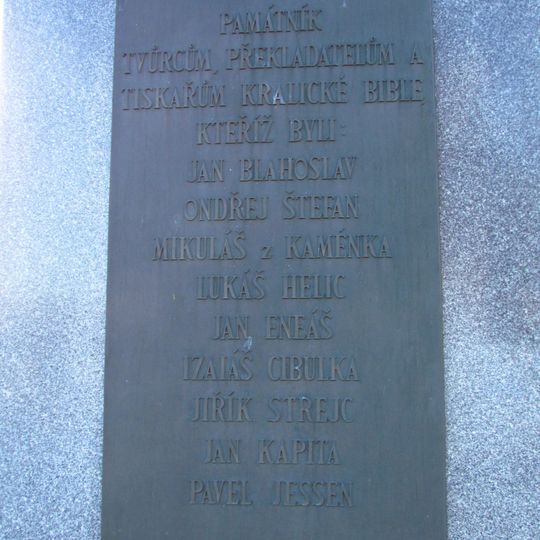 PAMÁTNÍK
TVŮRCŮM, PŘEKLADATELŮM A
TISKAŘŮM KRALICKÉ BIBLE,
KTEŘÍŽ BYLI:
JAN BLAHOSLAV
ONDŘEJ ŠTEFAN
MIKULÁŠ z KAMÉNKA
LUKÁŠ HELIC
JAN ENEÁŠ
IZAIÁŠ CIBULKA
JIŘÍK STREJC
JAN KAPITA
PAVEL JESSEN